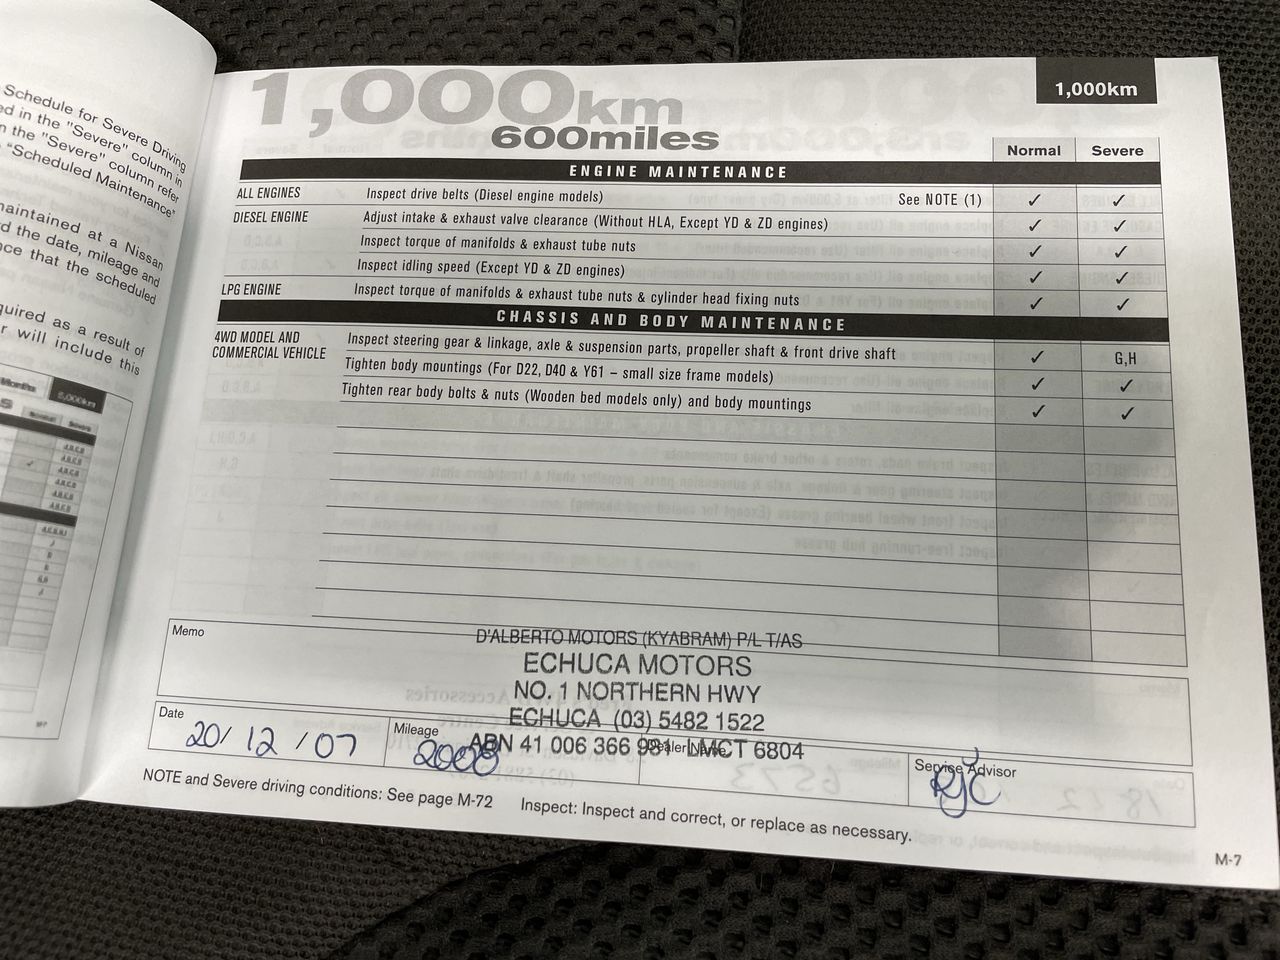 Schedule for Severe Driving
ed in the "Severe" column in
n the "Severe" column refer
"Scheduled Maintenance"
maintained at a Nissan
rd the date, mileage and
nce that the scheduled
quired as a result of
r will include this
Months 5,000km
1,000km
600miles
1,000km
Normal Severe
ENGINE MAINTENANCE
ALL ENGINES Inspect drive belts (Diesel engine models) See NOTE (1) ✓ ✓
DIESEL ENGINE Adjust intake & exhaust valve clearance (Without HLA, Except YD & ZD engines) ✓ ✓
Inspect torque of manifolds & exhaust tube nuts ✓ ✓
Inspect idling speed (Except YD & ZD engines) ✓ ✓
LPG ENGINE Inspect torque of manifolds & exhaust tube nuts & cylinder head fixing nuts ✓ ✓
CHASSIS AND BODY MAINTENANCE
4WD MODEL AND
COMMERCIAL VEHICLE
Inspect steering gear & linkage, axle & suspension parts, propeller shaft & front drive shaft ✓ G,H
Tighten body mountings (For D22, D40 & Y61 – small size frame models) ✓ ✓
Tighten rear body bolts & nuts (Wooden bed models only) and body mountings ✓ ✓
Memo
D'ALBERTO MOTORS (KYABRAM) P/L T/AS
ECHUCA MOTORS
NO. 1 NORTHERN HWY
ECHUCA (03) 5482 1522
ABN 41 006 366 981 LMCT 6804
Date 20/12/07
Mileage 2008
Dealer Name
Service Advisor
NOTE and Severe driving conditions: See page M-72 Inspect: Inspect and correct, or replace as necessary.
M-7